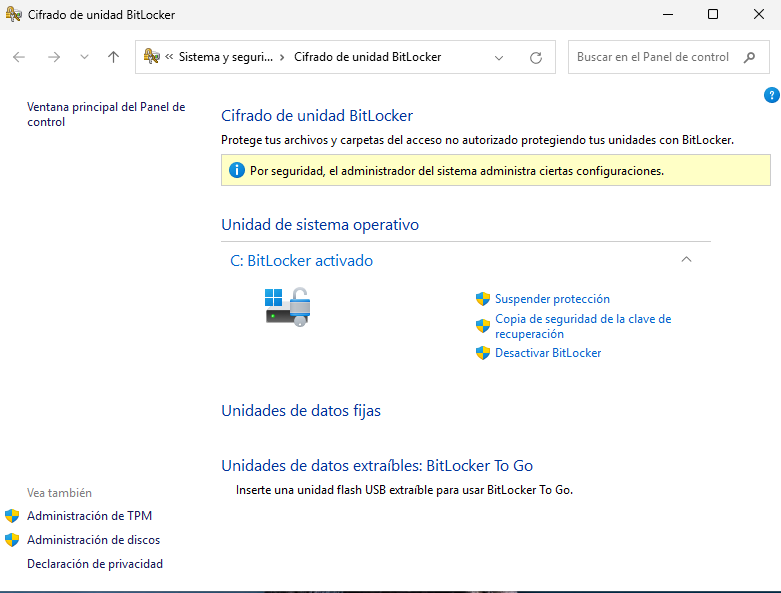 Cifrado de unidad BitLocker
« Sistema y seguri... › Cifrado de unidad BitLocker
Buscar en el Panel de control
?
Ventana principal del Panel de
control
Cifrado de unidad BitLocker
Protege tus archivos y carpetas del acceso no autorizado protegiendo tus unidades con BitLocker.
Por seguridad, el administrador del sistema administra ciertas configuraciones.
Unidad de sistema operativo
C: BitLocker activado
Suspender protección
Copia de seguridad de la clave de
recuperación
Desactivar BitLocker
Unidades de datos fijas
Unidades de datos extraíbles: BitLocker To Go
Inserte una unidad flash USB extraíble para usar BitLocker To Go.
Vea también
Administración de TPM
Administración de discos
Declaración de privacidad